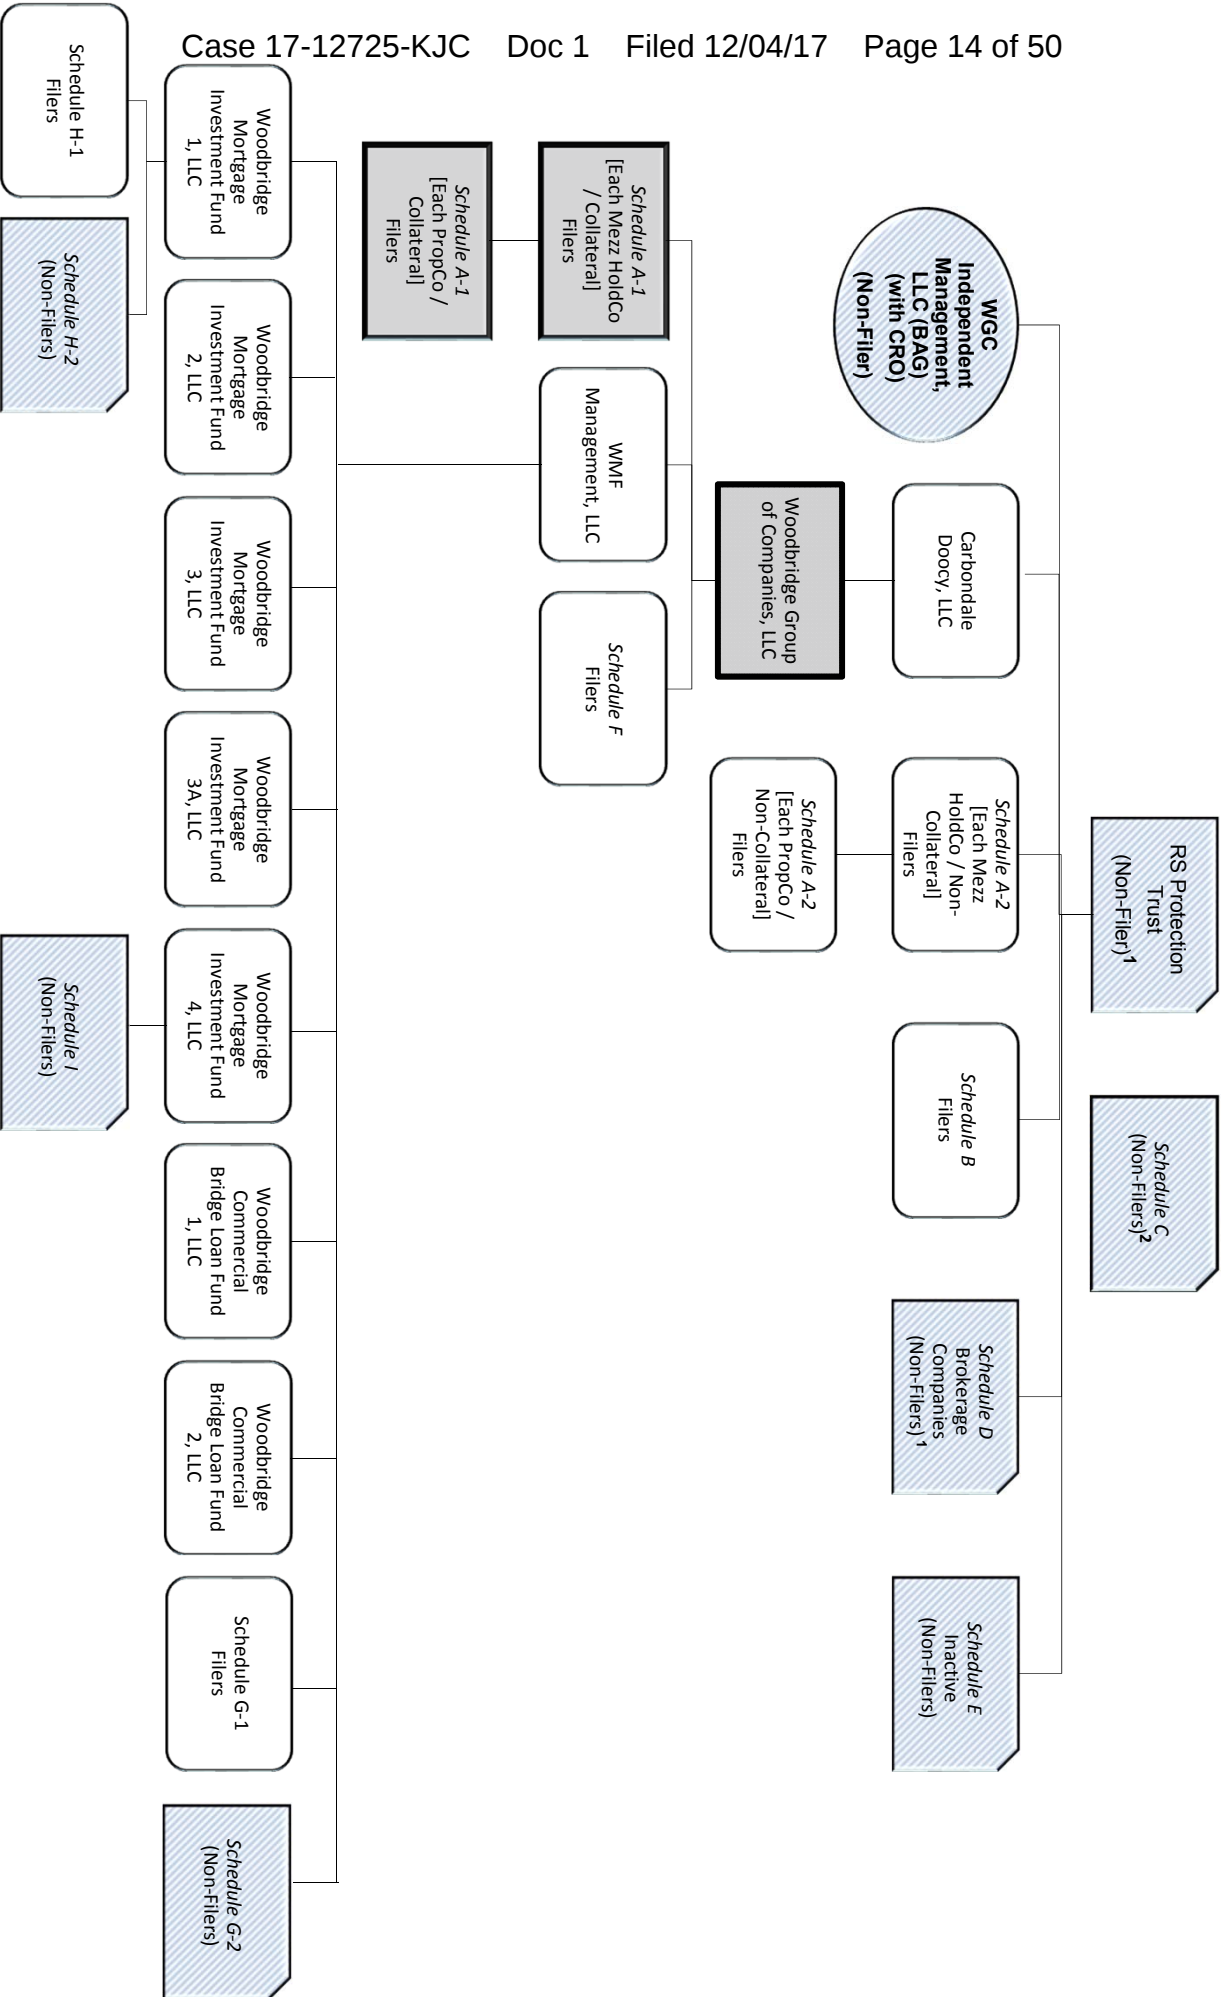 Case 17-12725-KJC Doc 1 Filed 12/04/17 Page 14 of 50
RS Protection
Trust
(Non-Filer)1
Schedule C
(Non-Filers)2
WGC
Independent
Management,
LLC (BAG)
(with CRO)
(Non-Filer)
Carbondale
Doocy, LLC
Schedule A-2
[Each Mezz
HoldCo / Non-
Collateral]
Filers
Schedule B
Filers
Schedule D
Brokerage
Companies
(Non-Filers) 1
Schedule E
Inactive
(Non-Filers)
Woodbridge Group
of Companies, LLC
Schedule A-2
[Each PropCo /
Non-Collateral]
Filers
Schedule A-1
[Each Mezz HoldCo
/ Collateral]
Filers
WMF
Management, LLC
Schedule F
Filers
Schedule A-1
[Each PropCo /
Collateral]
Filers
Woodbridge
Mortgage
Investment Fund
1, LLC
Woodbridge
Mortgage
Investment Fund
2, LLC
Woodbridge
Mortgage
Investment Fund
3, LLC
Woodbridge
Mortgage
Investment Fund
3A, LLC
Woodbridge
Mortgage
Investment Fund
4, LLC
Woodbridge
Commercial
Bridge Loan Fund
1, LLC
Woodbridge
Commercial
Bridge Loan Fund
2, LLC
Schedule G-1
Filers
Schedule G-2
(Non-Filers)
Schedule H-1
Filers
Schedule H-2
(Non-Filers)
Schedule I
(Non-Filers)